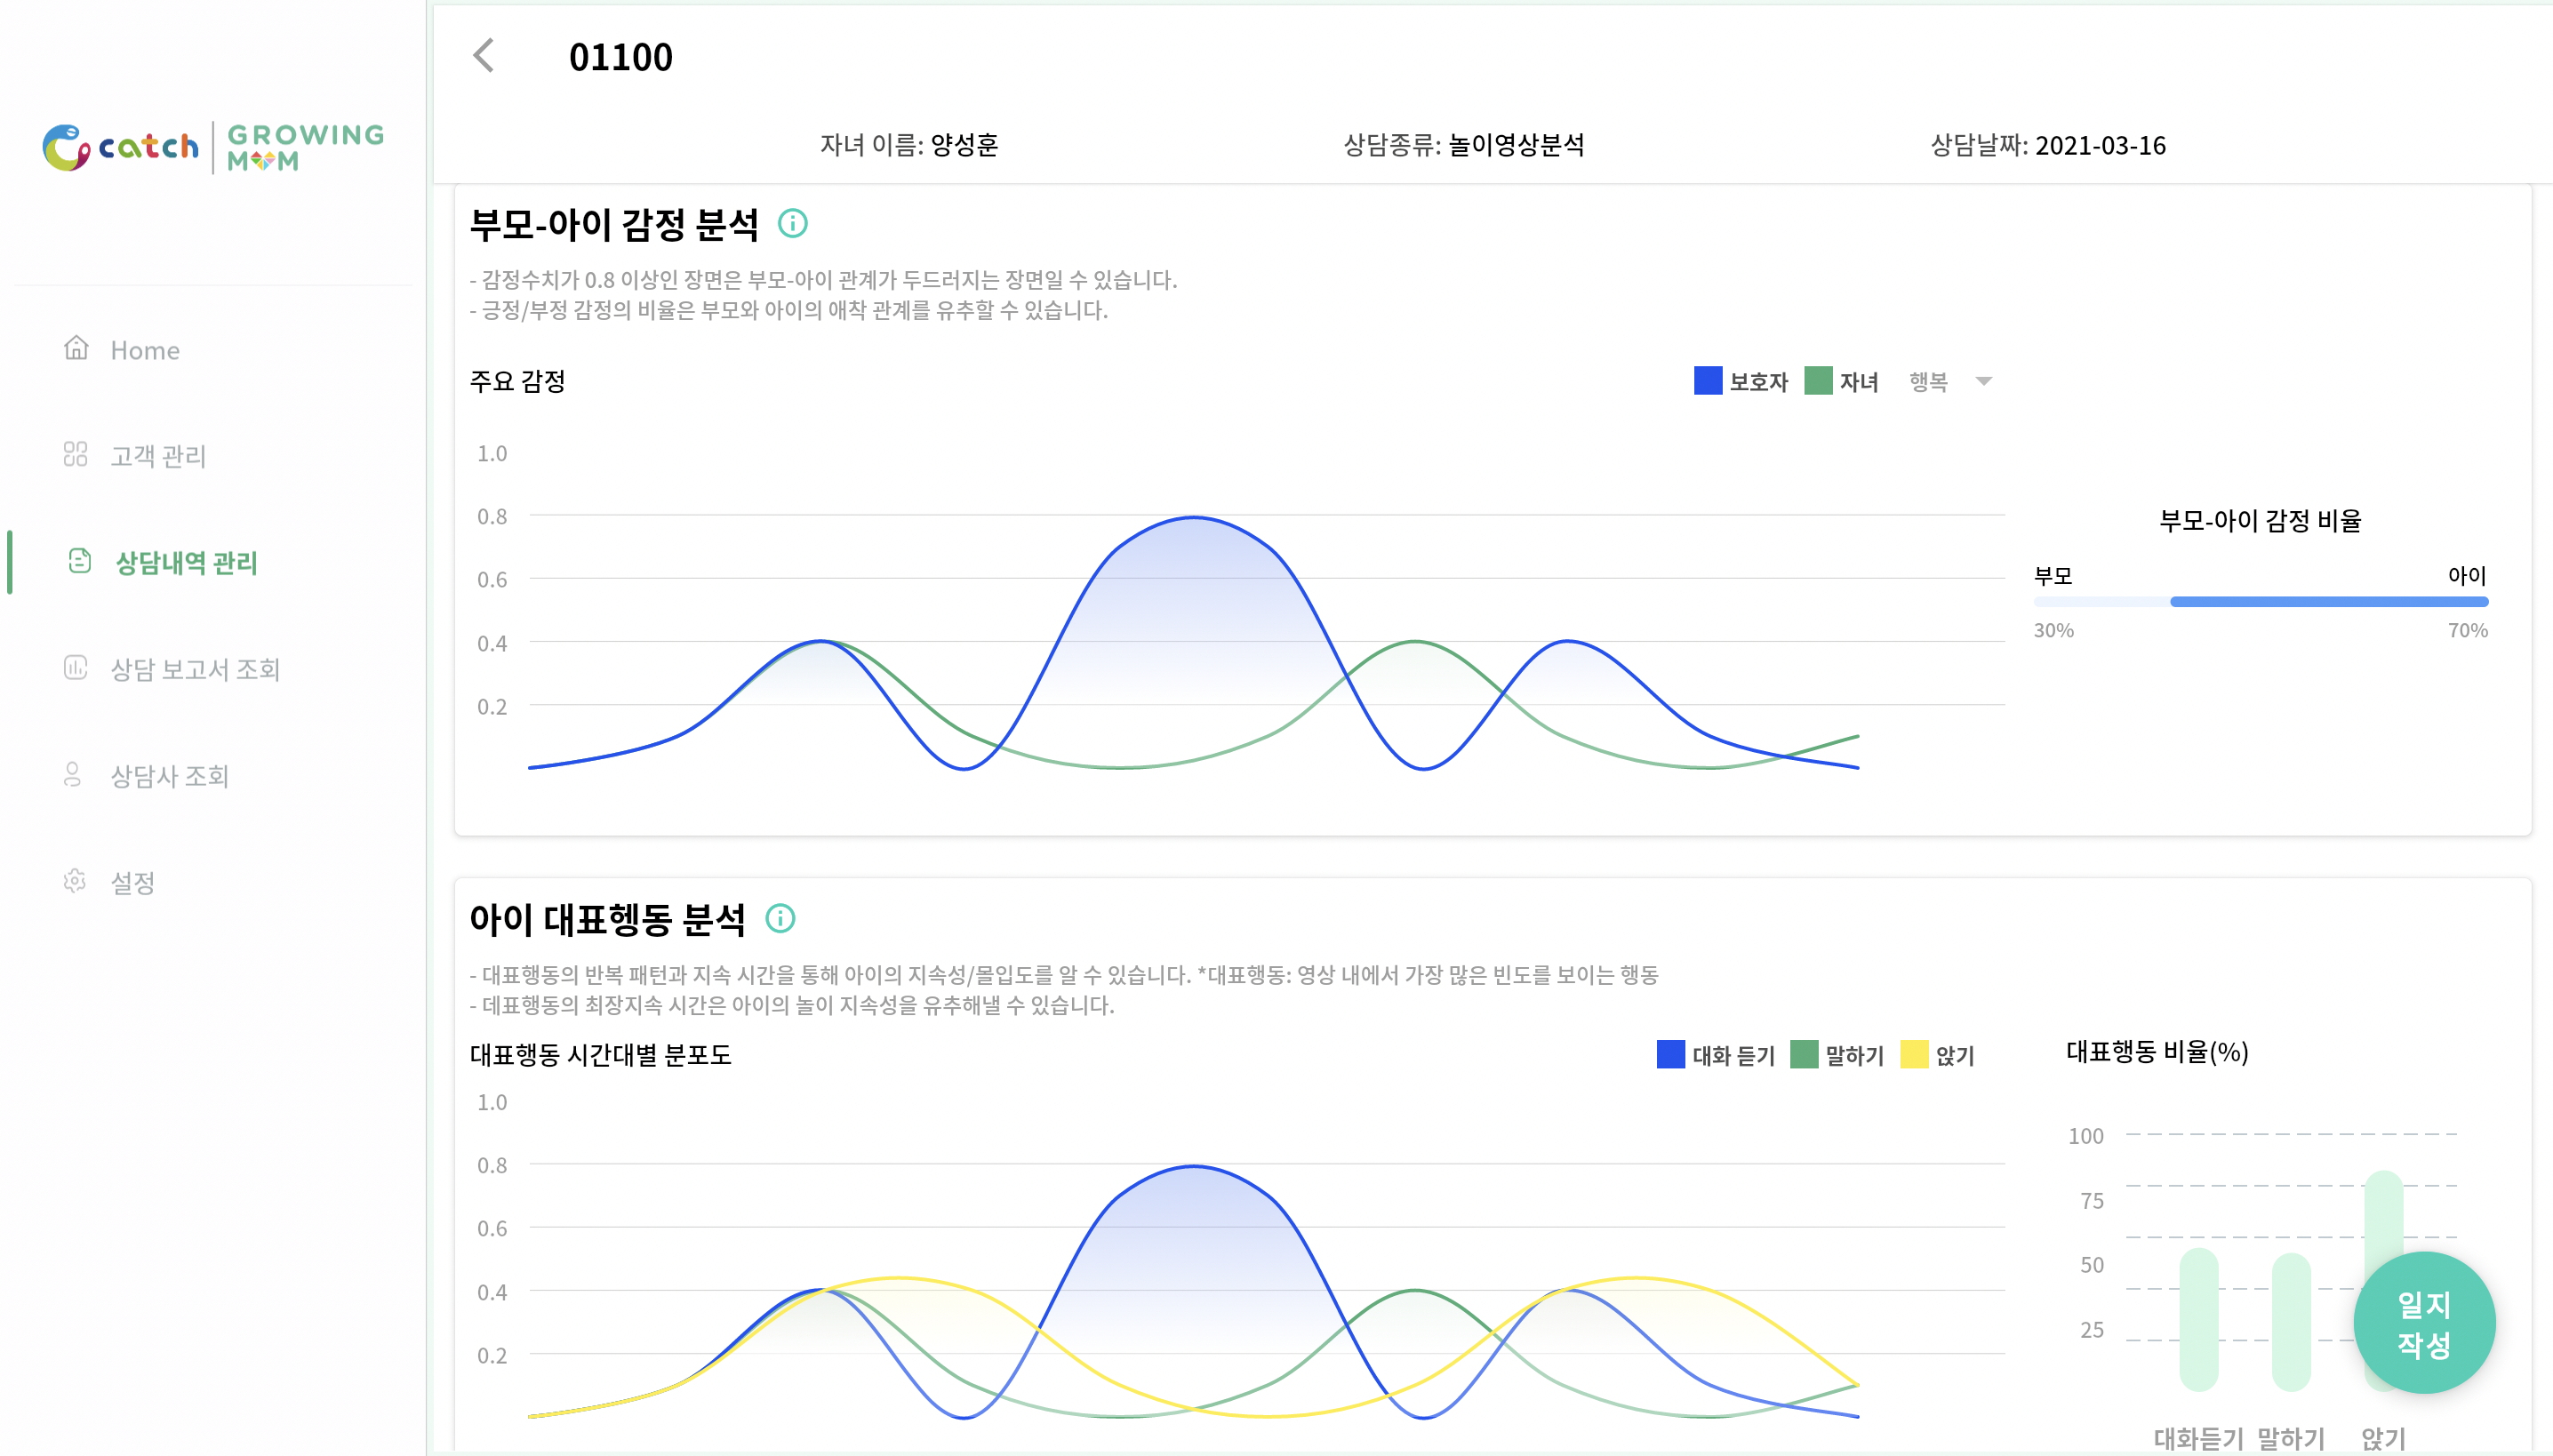 catch
GROWING
MOM
Home
고객 관리
상담내역 관리
상담 보고서 조회
상담사 조회
설정
01100
자녀 이름: 양성훈
상담종류: 놀이영상분석
상담날짜: 2021-03-16
부모-아이 감정 분석
- 감정수치가 0.8 이상인 장면은 부모-아이 관계가 두드러지는 장면일 수 있습니다.
- 긍정/부정 감정의 비율은 부모와 아이의 애착 관계를 유추할 수 있습니다.
주요 감정
보호자 자녀 행복
1.0
0.8
0.6
0.4
0.2
부모-아이 감정 비율
부모 아이
30% 70%
아이 대표헹동 분석
- 대표행동의 반복 패턴과 지속 시간을 통해 아이의 지속성/몰입도를 알 수 있습니다. *대표행동: 영상 내에서 가장 많은 빈도를 보이는 행동
- 데표행동의 최장지속 시간은 아이의 놀이 지속성을 유추해낼 수 있습니다.
대표행동 시간대별 분포도
대화 듣기 말하기 앉기
1.0
0.8
0.6
0.4
0.2
대표행동 비율(%)
100
75
50
25
대화듣기 말하기 앉기
일지
작성